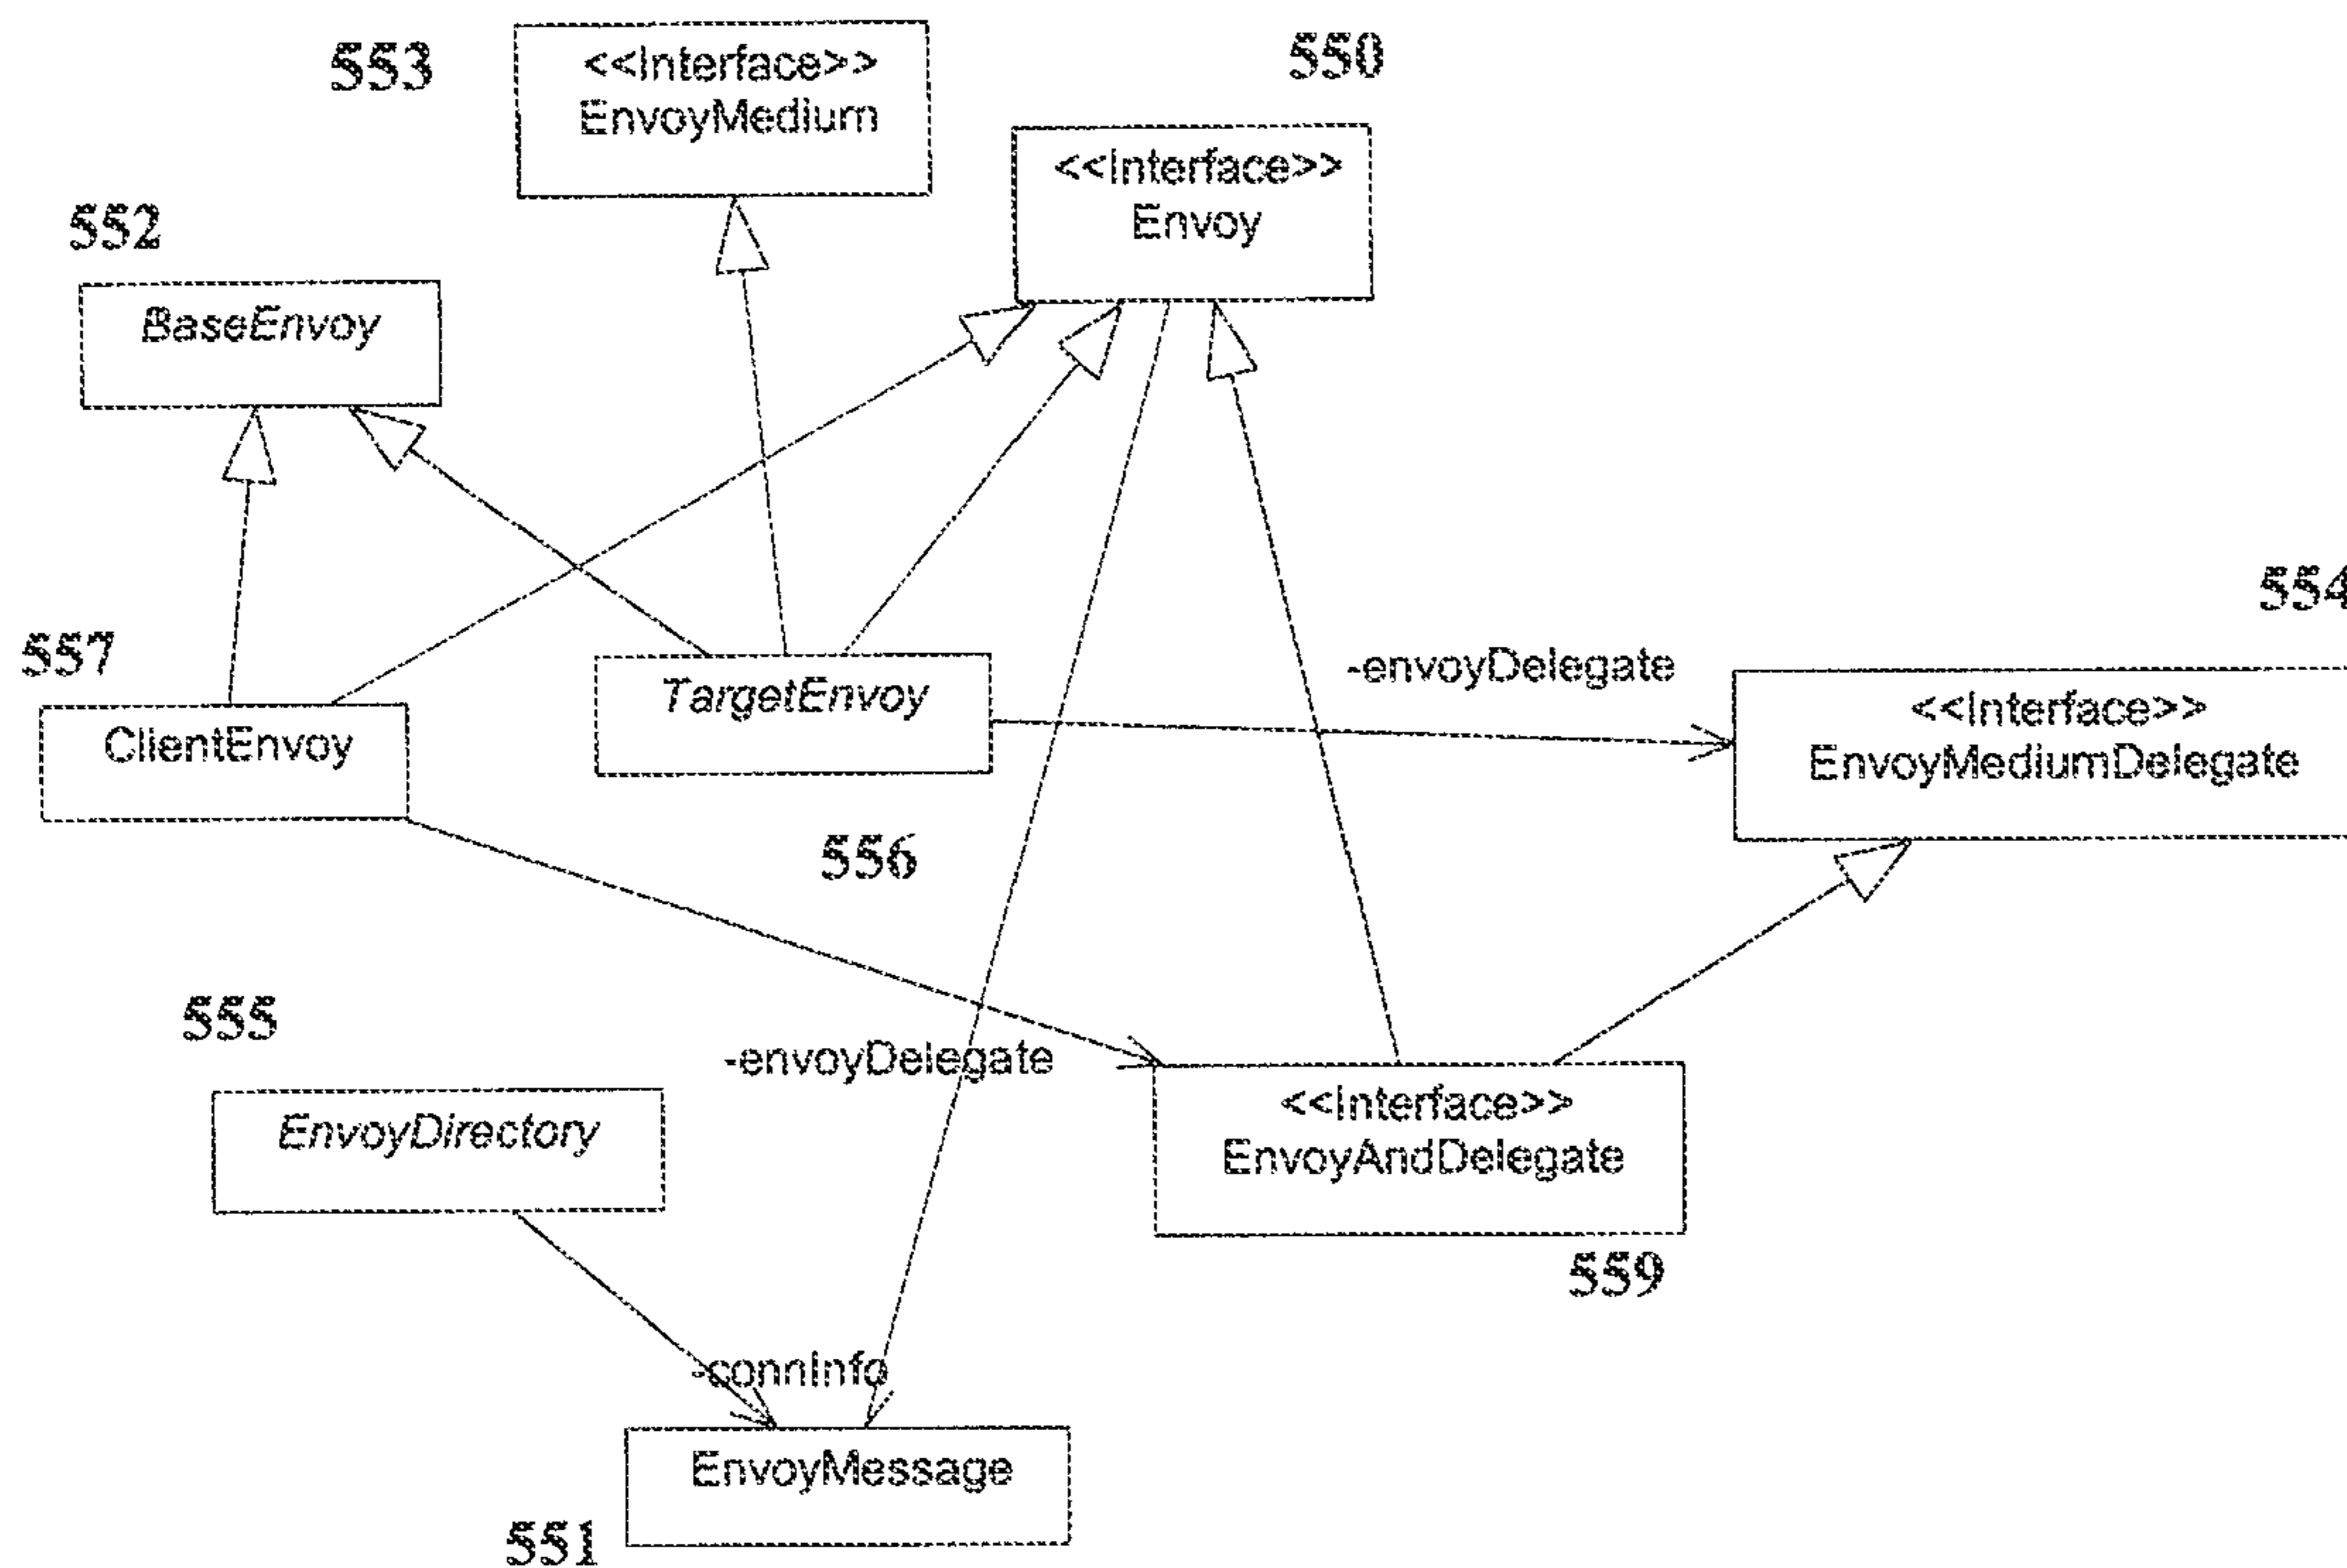 553
<<Interface>>
EnvoyMedium
550
<<Interface>>
Envoy
552
BaseEnvoy
554
557
ClientEnvoy
TargetEnvoy
-envoyDelegate
<<Interface>>
EnvoyMediumDelegate
556
555
-envoyDelegate
EnvoyDirectory
<<Interface>>
EnvoyAndDelegate
559
-connInfo
EnvoyMessage
551